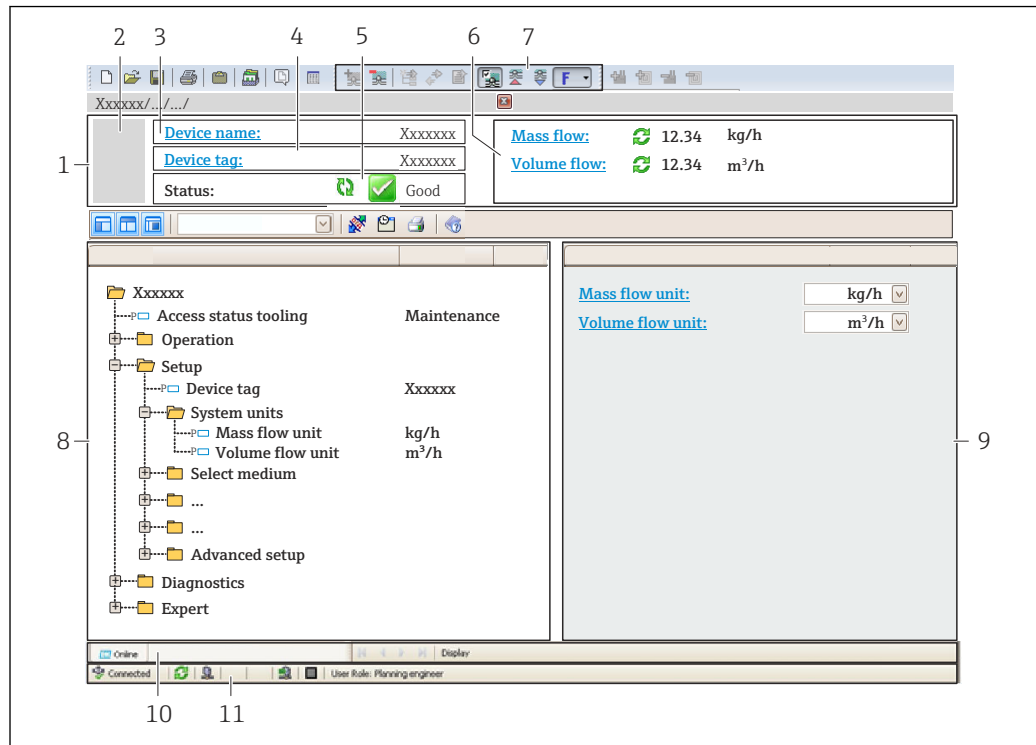 2 3 4 5 6 7
F
Xxxxxx/.../.../
1
Device name: Xxxxxxx
Device tag: Xxxxxxx
Status: Good
Mass flow: 12.34 kg/h
Volume flow: 12.34 m³/h
Xxxxxx
P Access status tooling Maintenance
Operation
Setup
P Device tag Xxxxxx
System units
P Mass flow unit kg/h
P Volume flow unit m³/h
Select medium
...
...
Advanced setup
Diagnostics
Expert
8
Mass flow unit: kg/h
Volume flow unit: m³/h
9
Online Display
Connected User Role: Planning engineer
10 11